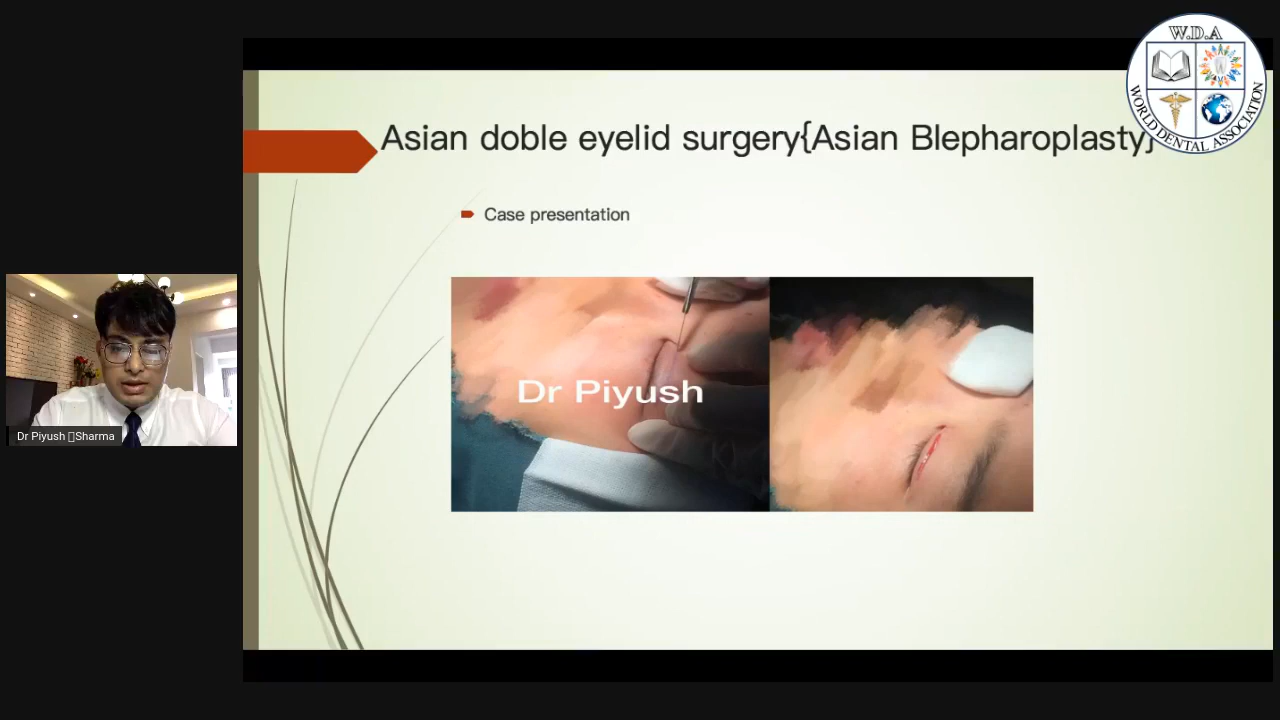 W.D.A
WORLD DENTAL ASSOCIATION
Asian doble eyelid surgery{Asian Blepharoplasty}
Case presentation
Dr Piyush
Dr Piyush Sharma